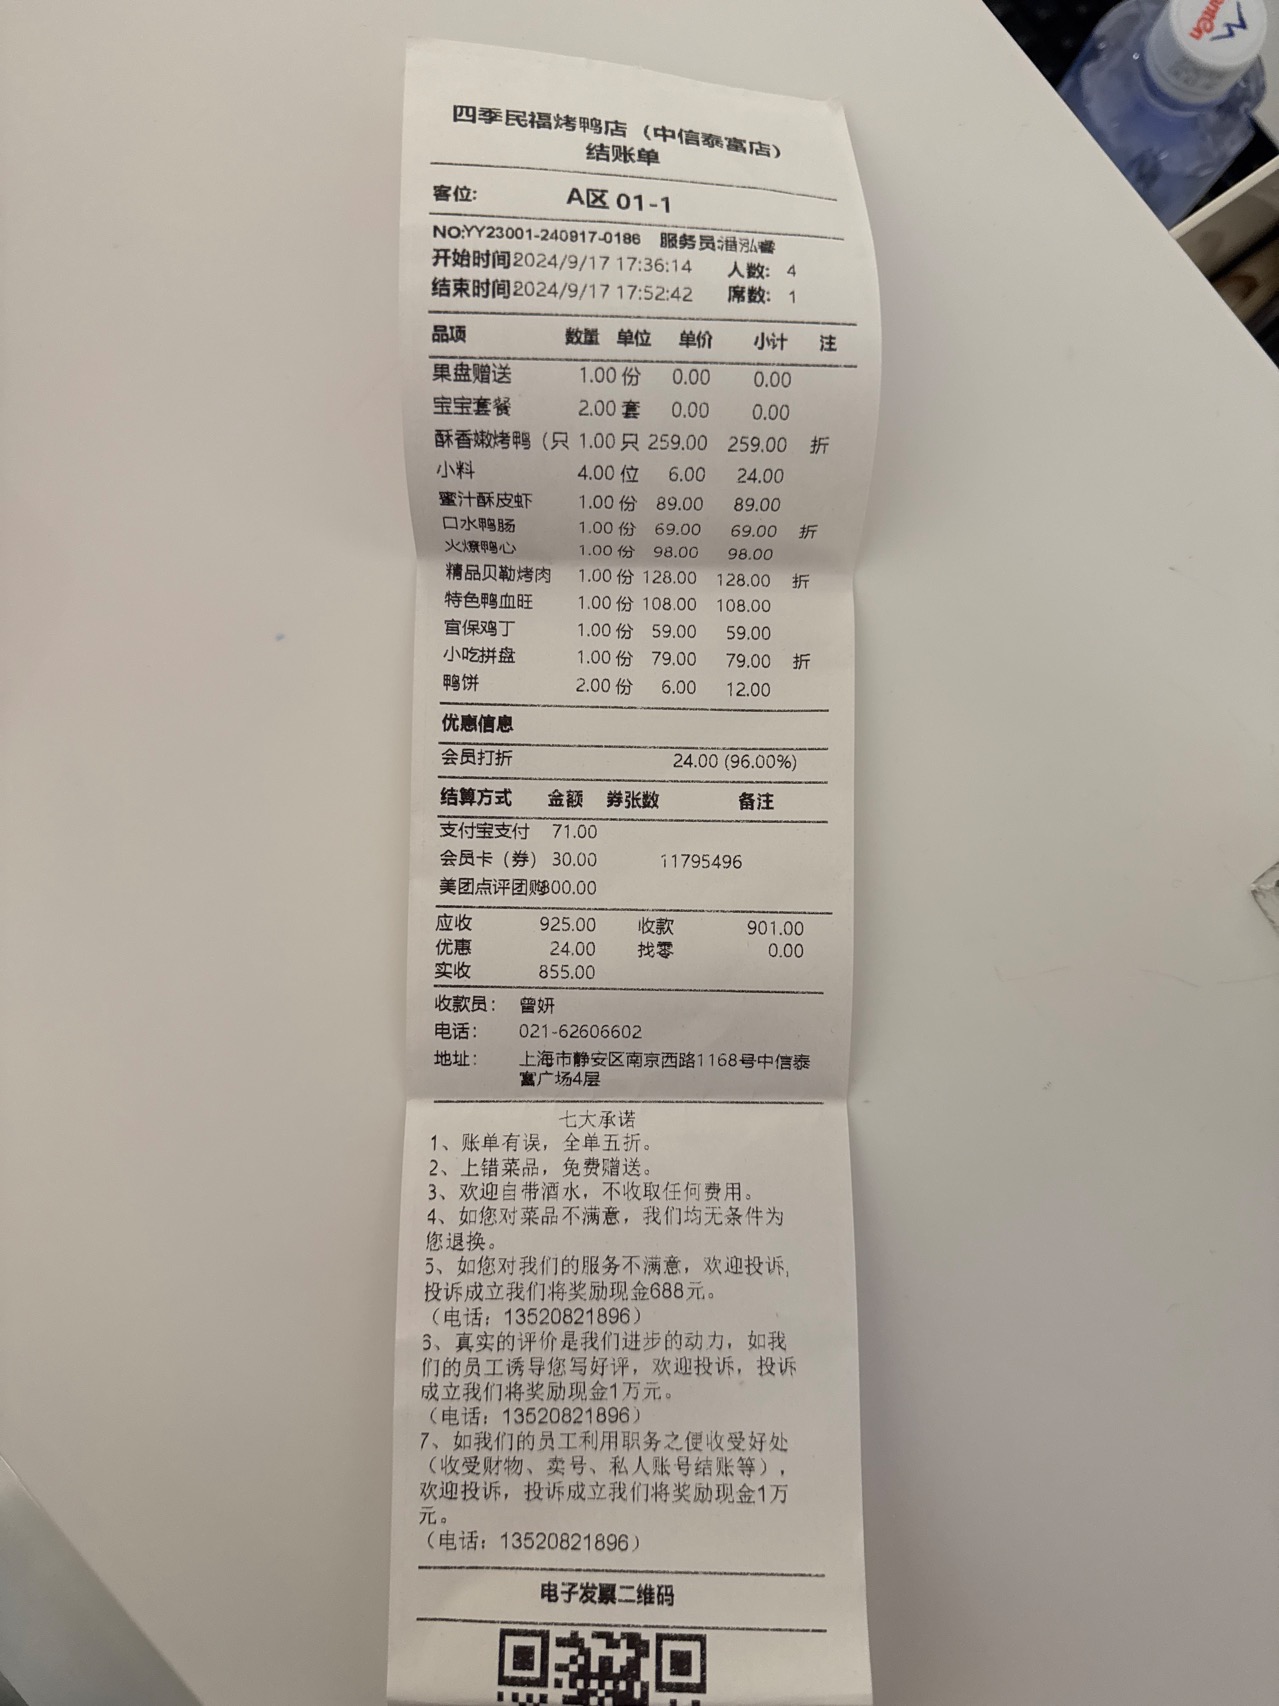 四季民福烤鸭店（中信泰富店）
结账单
客位: A区 01-1
NO:YY23001-240917-0186 服务员:潘泓睿
开始时间2024/9/17 17:36:14 人数: 4
结束时间2024/9/17 17:52:42 席数: 1
品项 数量 单位 单价 小计 注
果盘赠送 1.00 份 0.00 0.00
宝宝套餐 2.00 套 0.00 0.00
酥香嫩烤鸭（只 1.00 只 259.00 259.00 折
小料 4.00 位 6.00 24.00
蜜汁酥皮虾 1.00 份 89.00 89.00
口水鸭肠 1.00 份 69.00 69.00 折
火燎鸭心 1.00 份 98.00 98.00
精品贝勒烤肉 1.00 份 128.00 128.00 折
特色鸭血旺 1.00 份 108.00 108.00
宫保鸡丁 1.00 份 59.00 59.00
小吃拼盘 1.00 份 79.00 79.00 折
鸭饼 2.00 份 6.00 12.00
优惠信息
会员打折 24.00 (96.00%)
结算方式 金额 券张数 备注
支付宝支付 71.00
会员卡（券） 30.00 11795496
美团点评团购800.00
应收 925.00 收款 901.00
优惠 24.00 找零 0.00
实收 855.00
收款员： 曾妍
电话： 021-62606602
地址： 上海市静安区南京西路1168号中信泰
富广场4层
七大承诺
1、账单有误，全单五折。
2、上错菜品，免费赠送。
3、欢迎自带酒水，不收取任何费用。
4、如您对菜品不满意，我们均无条件为
您退换。
5、如您对我们的服务不满意，欢迎投诉,
投诉成立我们将奖励现金688元。
（电话：13520821896）
6、真实的评价是我们进步的动力，如我
们的员工诱导您写好评，欢迎投诉，投诉
成立我们将奖励现金1万元。
（电话：13520821896）
7、如我们的员工利用职务之便收受好处
（收受财物、卖号、私人账号结账等），
欢迎投诉，投诉成立我们将奖励现金1万
元。
（电话：13520821896）
电子发票二维码